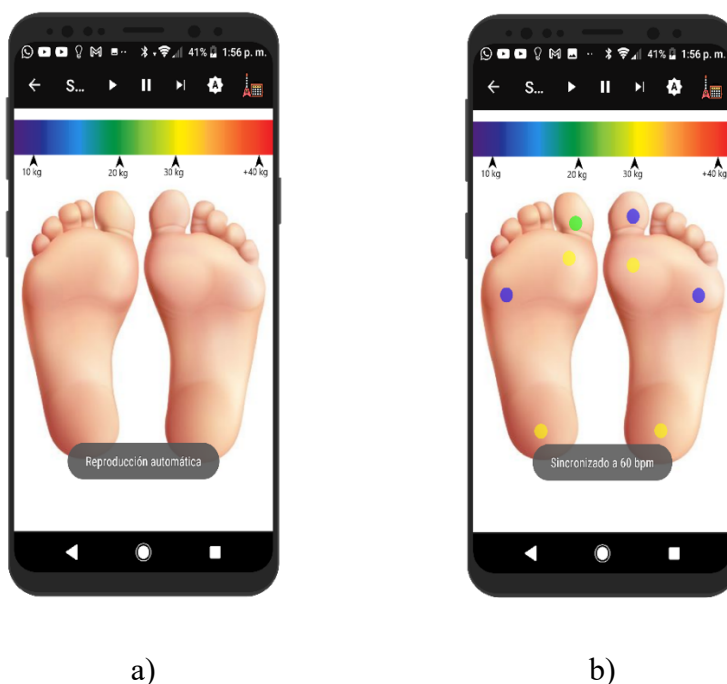 41% 1:56 p. m.
S...
A
10 kg 20 kg 30 kg +40 kg
Reproducción automática
a)
41% 1:56 p. m.
S...
A
10 kg 20 kg 30 kg +40 kg
Sincronizado a 60 bpm
b)